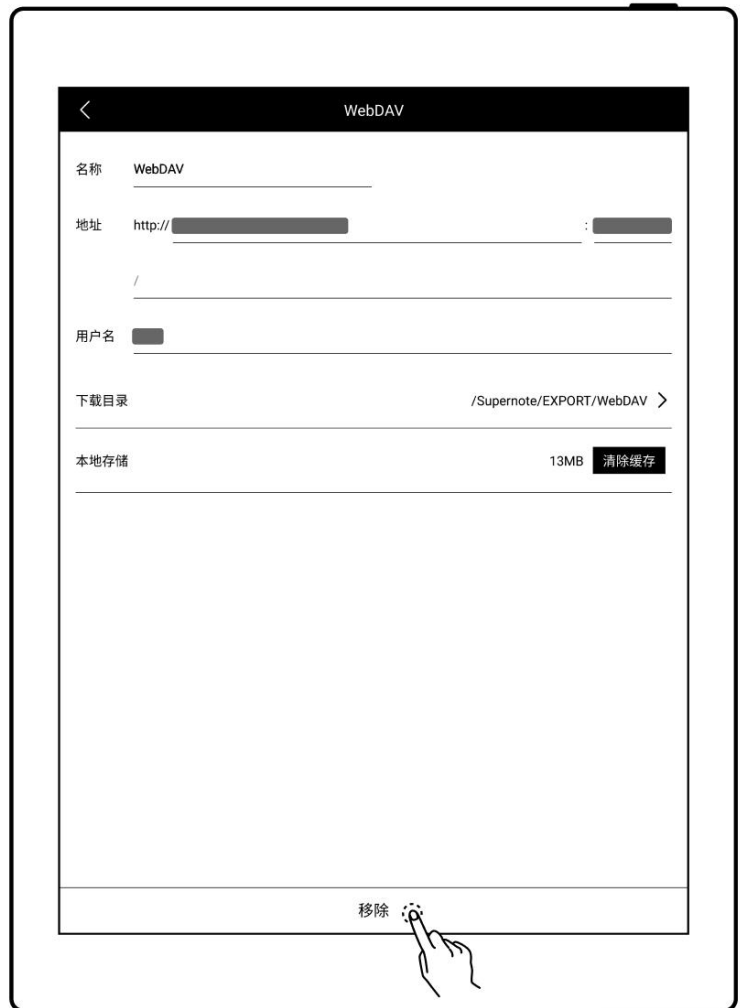 WebDAV
名称 WebDAV
地址 http:// :
/
用户名
下载目录 /Supernote/EXPORT/WebDAV
本地存储 13MB 清除缓存
移除